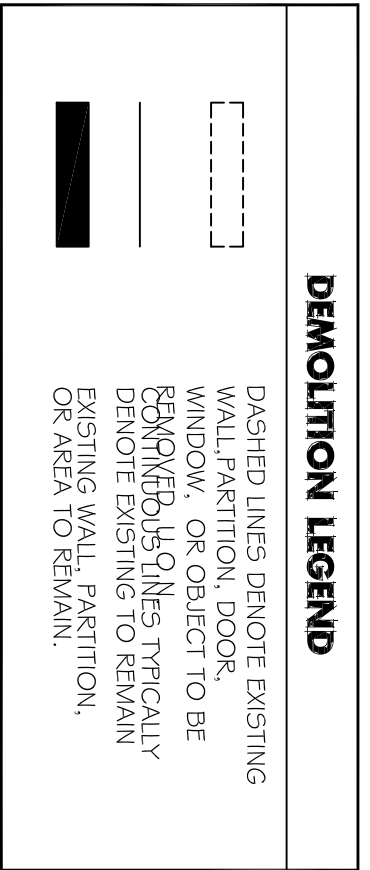 DEMOLITION LEGEND
DASHED LINES DENOTE EXISTING
WALL,PARTITION, DOOR,
WINDOW, OR OBJECT TO BE
REMOVED, U.O.N.
CONTINUOUS LINES TYPICALLY
DENOTE EXISTING TO REMAIN
EXISTING WALL, PARTITION,
OR AREA TO REMAIN.